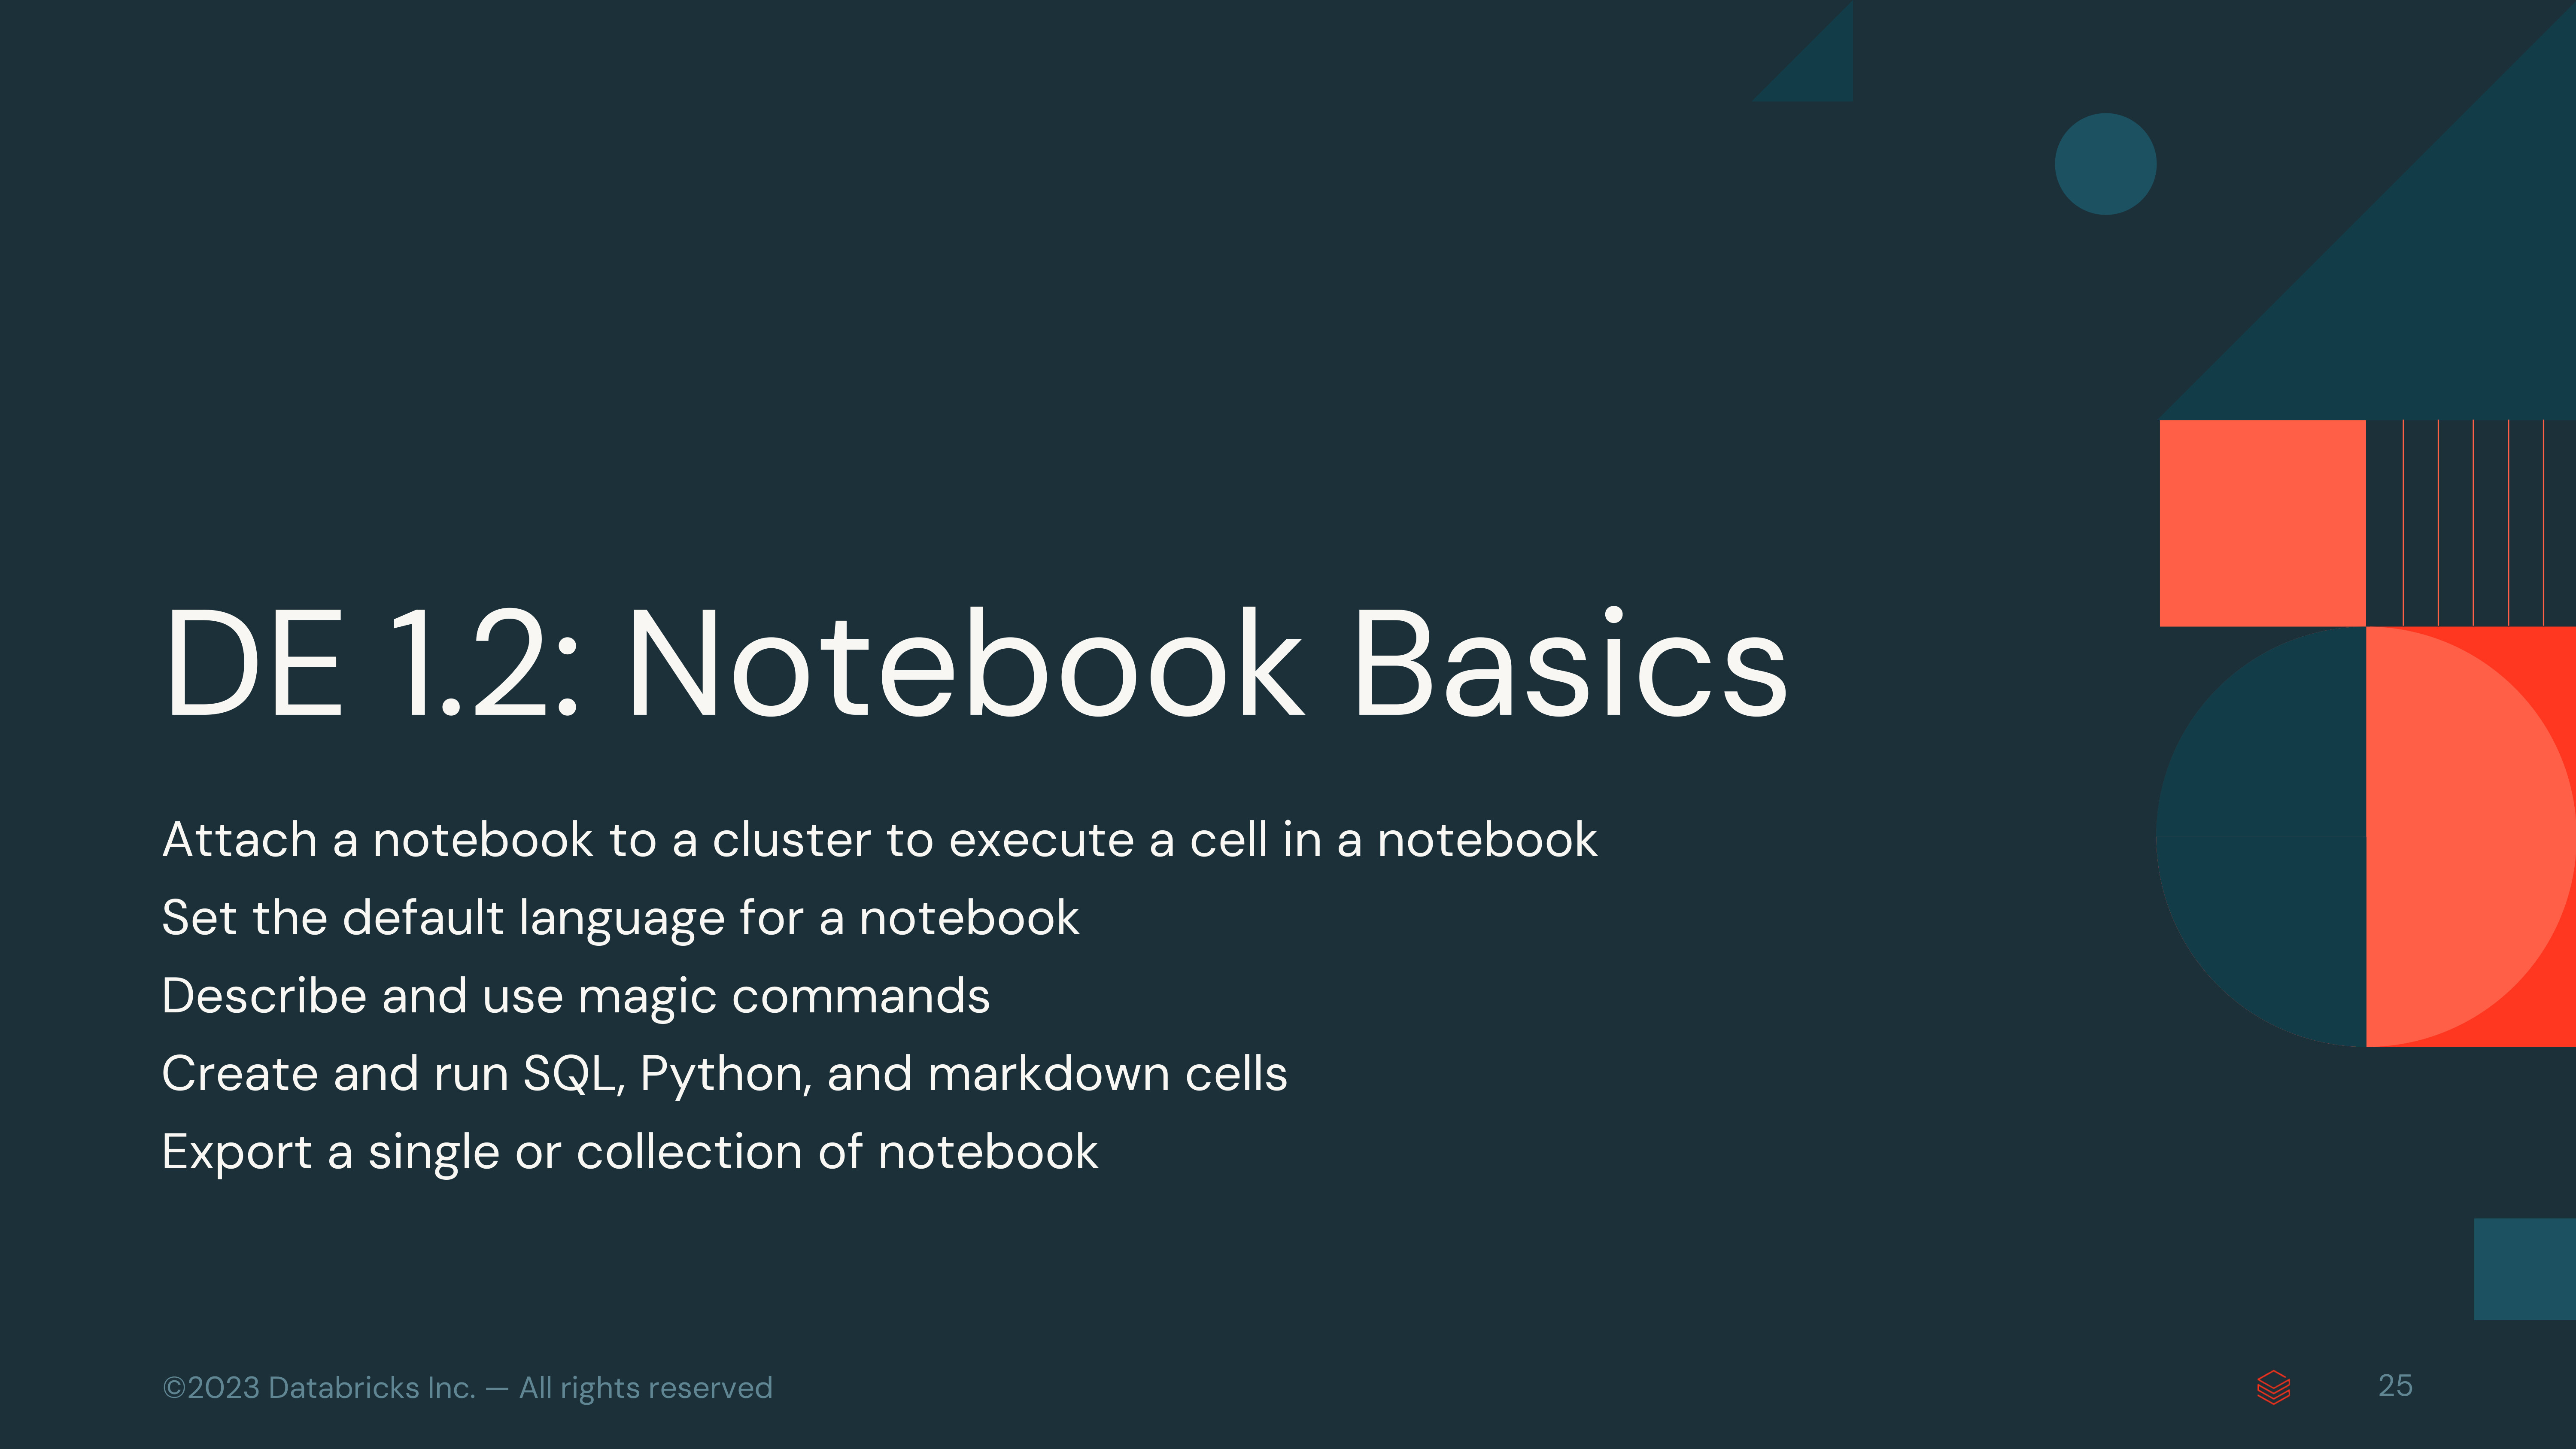 DE 1.2: Notebook Basics
Attach a notebook to a cluster to execute a cell in a notebook
Set the default language for a notebook
Describe and use magic commands
Create and run SQL, Python, and markdown cells
Export a single or collection of notebook
©2023 Databricks Inc. — All rights reserved
25